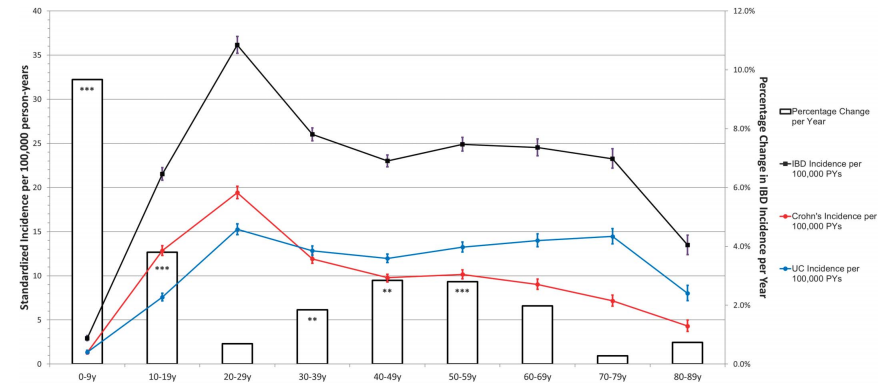 Standardized Incidence per 100,000 person-years
40
35
30
25
20
15
10
5
0
***
***
**
**
***
0-9y
10-19y
20-29y
30-39y
40-49y
50-59y
60-69y
70-79y
80-89y
12.0%
10.0%
8.0%
6.0%
4.0%
2.0%
0.0%
Percentage Change in IBD Incidence per Year
Percentage Change
per Year
IBD Incidence per
100,000 PYs
Crohn's Incidence per
100,000 PYs
UC Incidence per
100,000 PYs